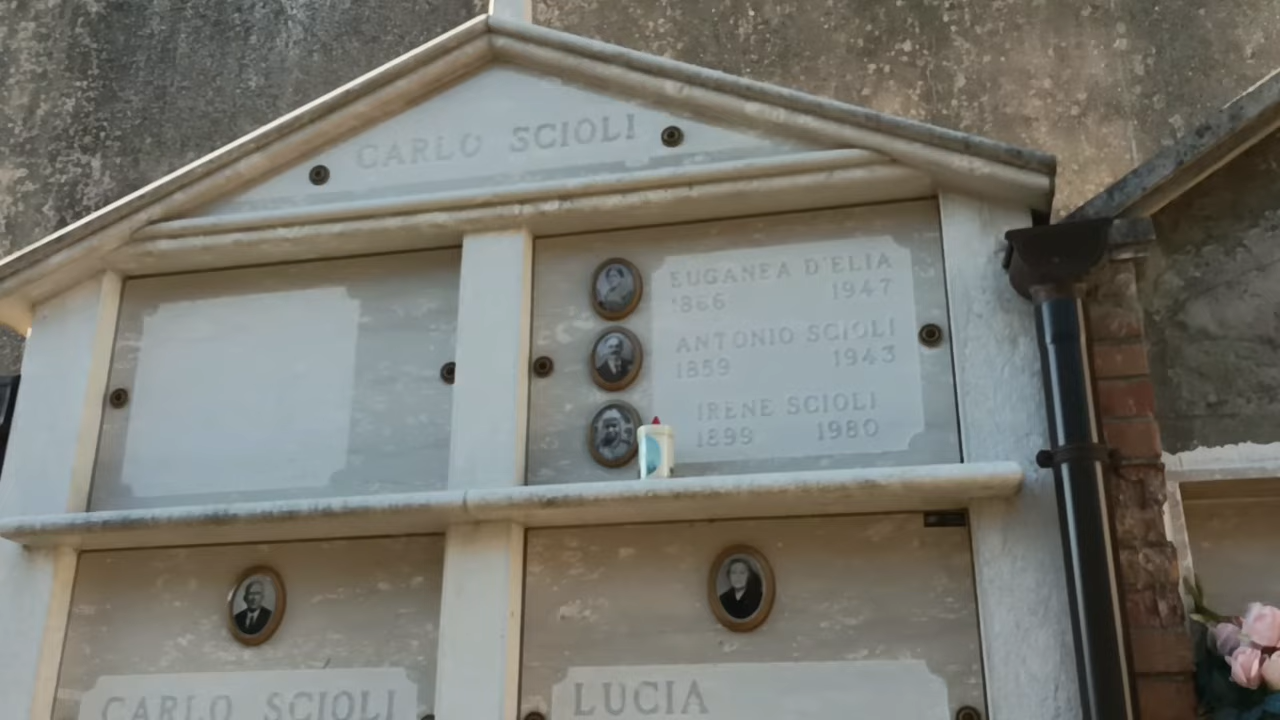 CARLO SCIOLI
EUGANEA D'ELIA
1866 1947
ANTONIO SCIOLI
1859 1943
IRENE SCIOLI
1899 1980
CARLO SCIOLI
LUCIA